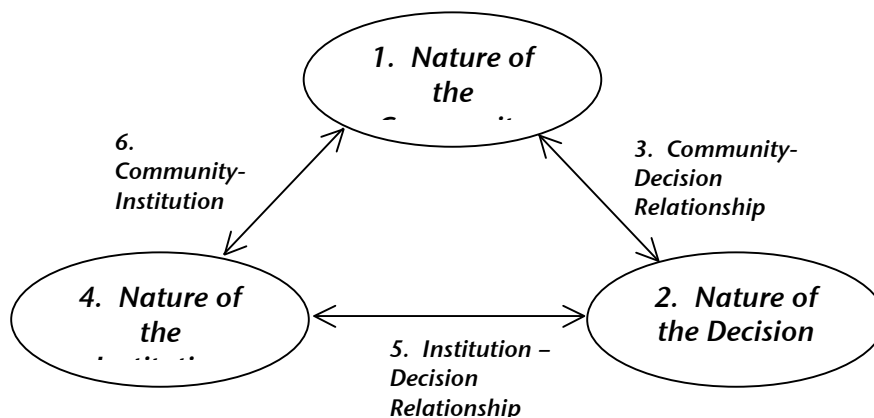 1. Nature of
the
6.
Community-
Institution
3. Community-
Decision
Relationship
4. Nature of
the
2. Nature of
the Decision
5. Institution –
Decision
Relationship